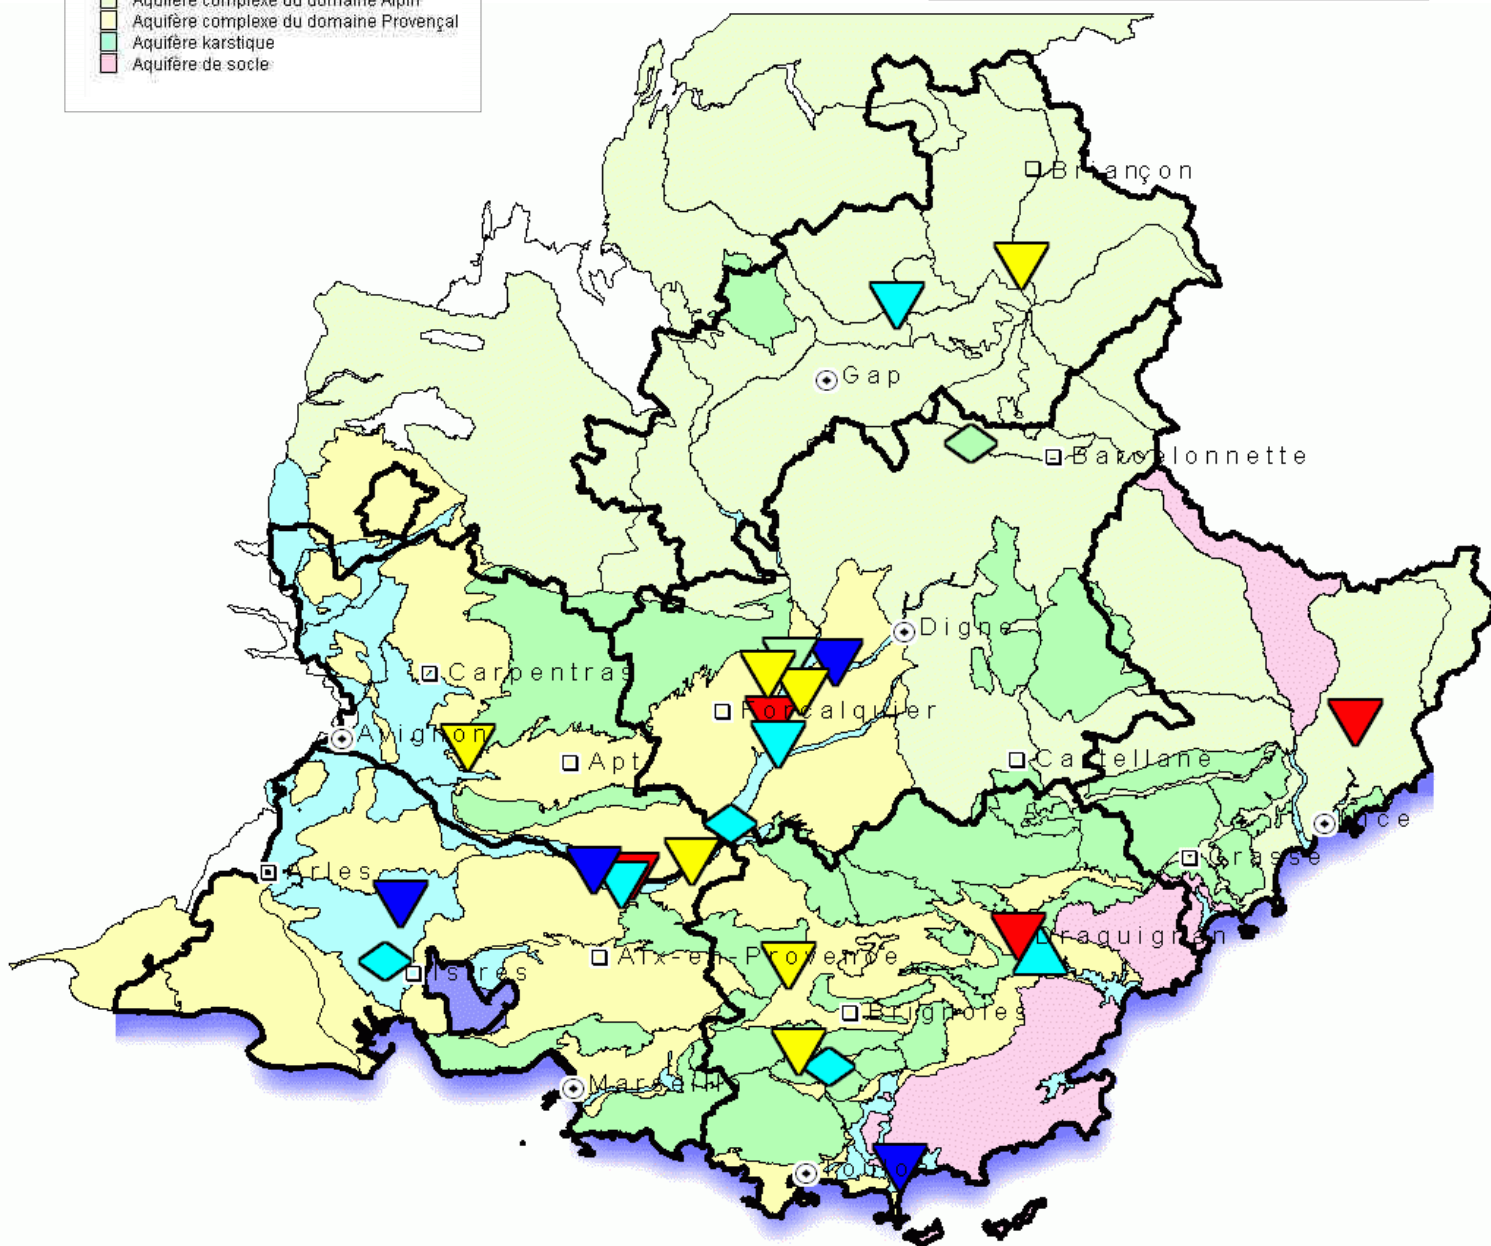 Aquifère complexe du domaine Alpin
Aquifère complexe du domaine Provençal
Aquifère karstique
Aquifère de socle
Briançon
Gap
Barcelonnette
Digne
Carpentras
Forcalquier
Avignon
Apt
Castellane
Nice
Grasse
Arles
Draguignan
Aix-en-Provence
Istres
Brignoles
Marseille
Toulon